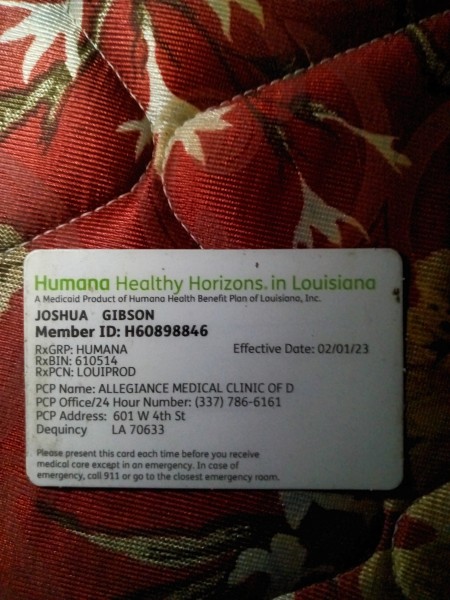 Humana Healthy Horizons® in Louisiana
A Medicaid Product of Humana Health Benefit Plan of Louisiana, Inc.
JOSHUA GIBSON
Member ID: H60898846
RxGRP: HUMANA Effective Date: 02/01/23
RxBIN: 610514
RxPCN: LOUIPROD
PCP Name: ALLEGIANCE MEDICAL CLINIC OF D
PCP Office/24 Hour Number: (337) 786-6161
PCP Address: 601 W 4th St
Dequincy LA 70633
Please present this card each time before you receive
medical care except in an emergency. In case of
emergency, call 911 or go to the closest emergency room.